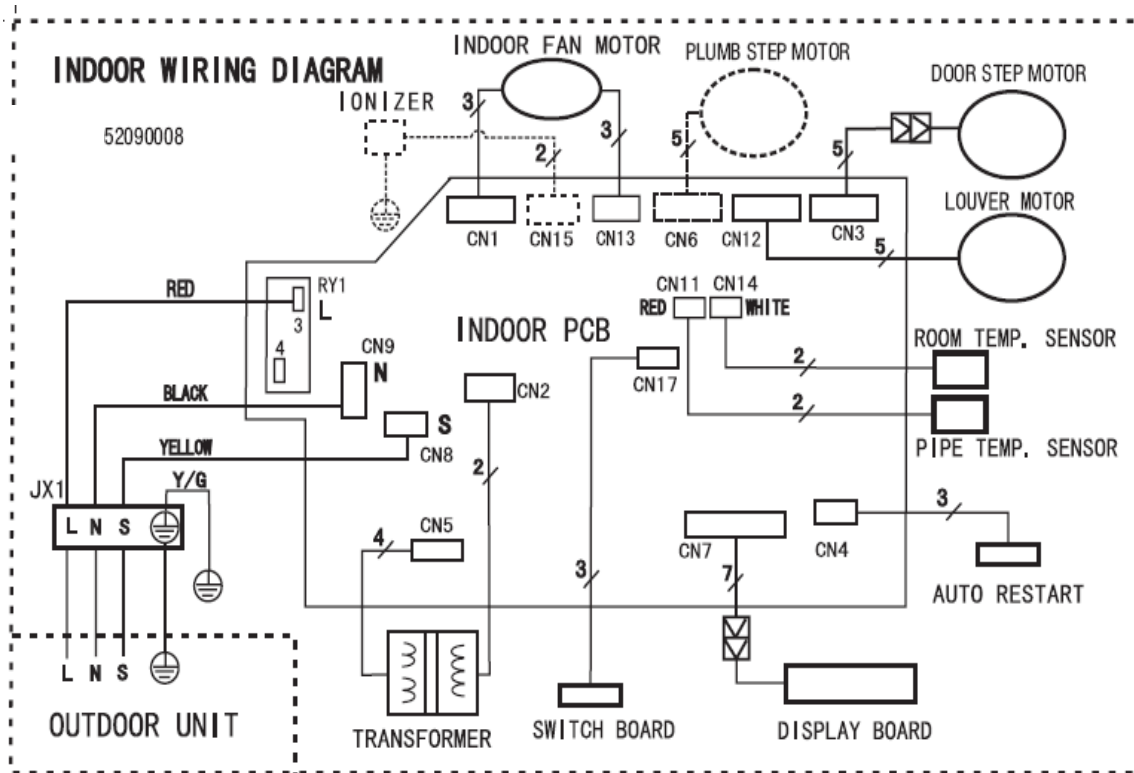 INDOOR WIRING DIAGRAM
52090008
IONIZER
INDOOR FAN MOTOR
PLUMB STEP MOTOR
DOOR STEP MOTOR
LOUVER MOTOR
3
2
3
5
5
5
CN1
CN15
CN13
CN6
CN12
CN3
RED
RY1
L
3
4
CN9
N
BLACK
INDOOR PCB
CN11
CN14
RED
WHITE
CN17
ROOM TEMP. SENSOR
2
2
PIPE TEMP. SENSOR
CN2
S
CN8
YELLOW
Y/G
JX1
L N S
2
4
CN5
3
CN7
7
CN4
3
AUTO RESTART
L N S
OUTDOOR UNIT
TRANSFORMER
SWITCH BOARD
DISPLAY BOARD